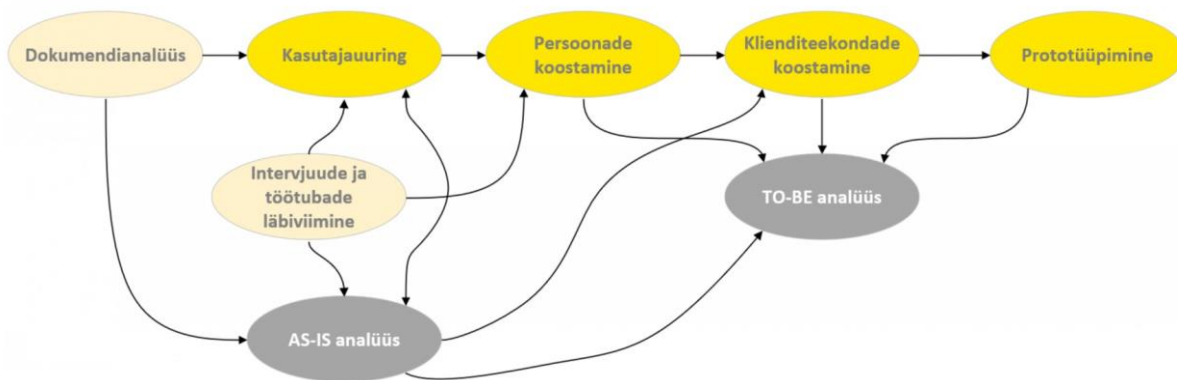 Dokumendianalüüs
Kasutajauuring
Persoonade
koostamine
Klienditeekondade
koostamine
Prototüüpimine
Intervjuude ja
töötubade
läbiviimine
TO-BE analüüs
AS-IS analüüs